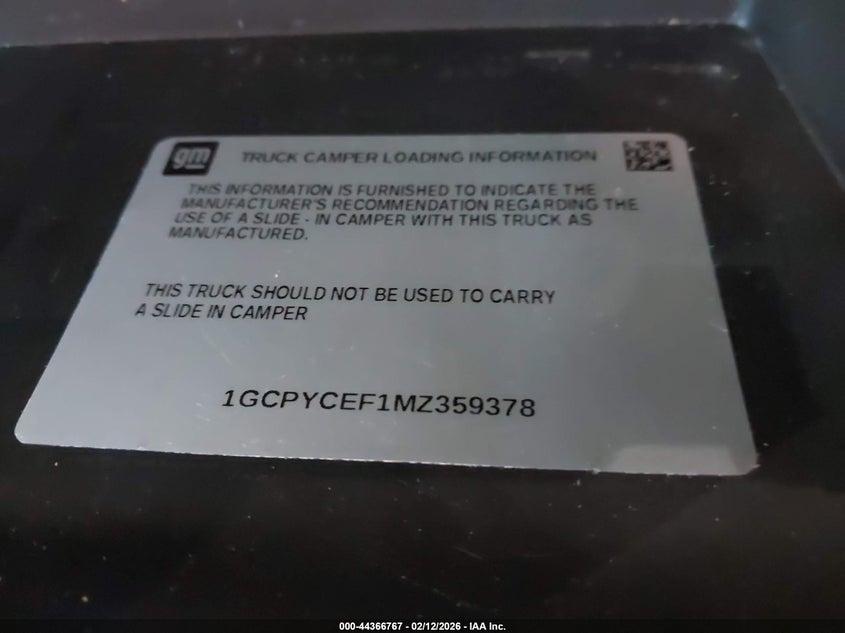 gm
TRUCK CAMPER LOADING INFORMATION
THIS INFORMATION IS FURNISHED TO INDICATE THE
MANUFACTURER'S RECOMMENDATION REGARDING THE
USE OF A SLIDE - IN CAMPER WITH THIS TRUCK AS
MANUFACTURED.
THIS TRUCK SHOULD NOT BE USED TO CARRY
A SLIDE IN CAMPER
1GCPYCEF1MZ359378
000-44366767 - 02/12/2026 - IAA Inc.